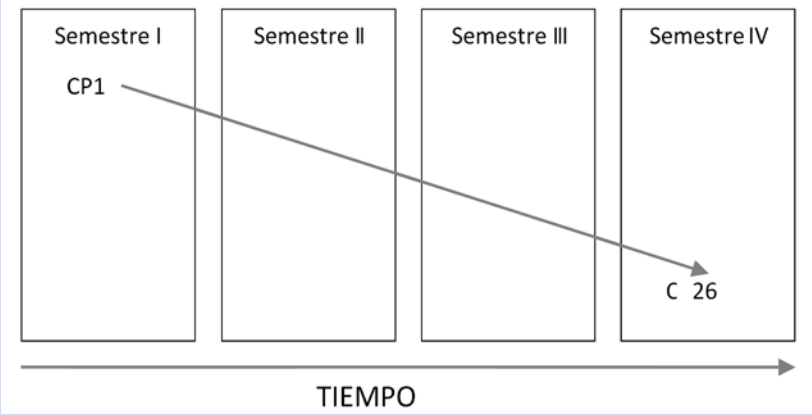 Semestre I
Semestre II
Semestre III
Semestre IV
CP1
C 26
TIEMPO